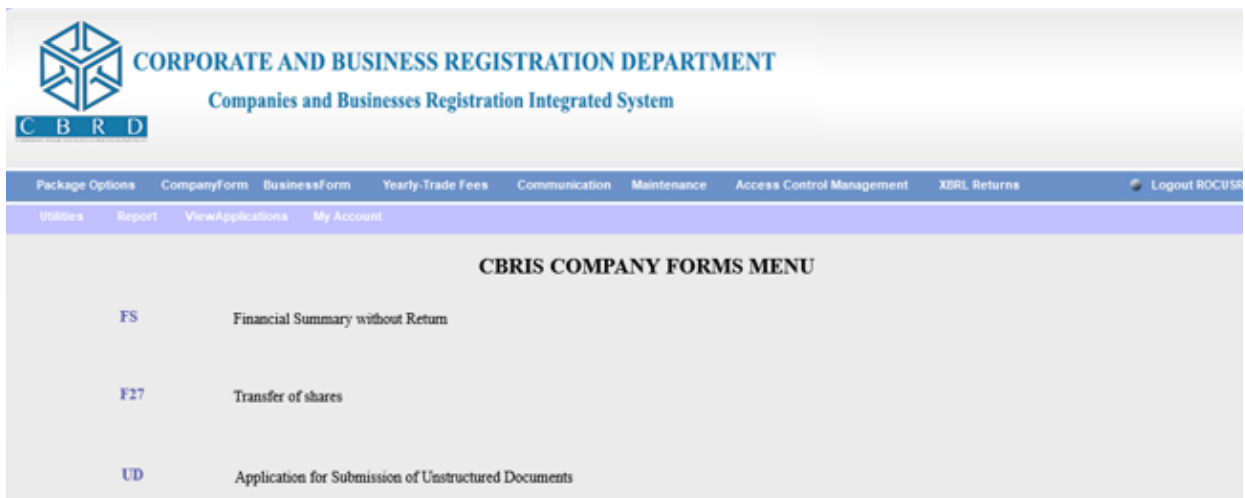 CORPORATE AND BUSINESS REGISTRATION DEPARTMENT
Companies and Businesses Registration Integrated System
C B R D
Package Options CompanyForm BusinessForm Yearly-Trade Fees Communication Maintenance Access Control Management XBRL Returns Logout ROCUSR
Utilities Report ViewApplications My Account
CBRIS COMPANY FORMS MENU
FS Financial Summary without Return
F27 Transfer of shares
UD Application for Submission of Unstructured Documents